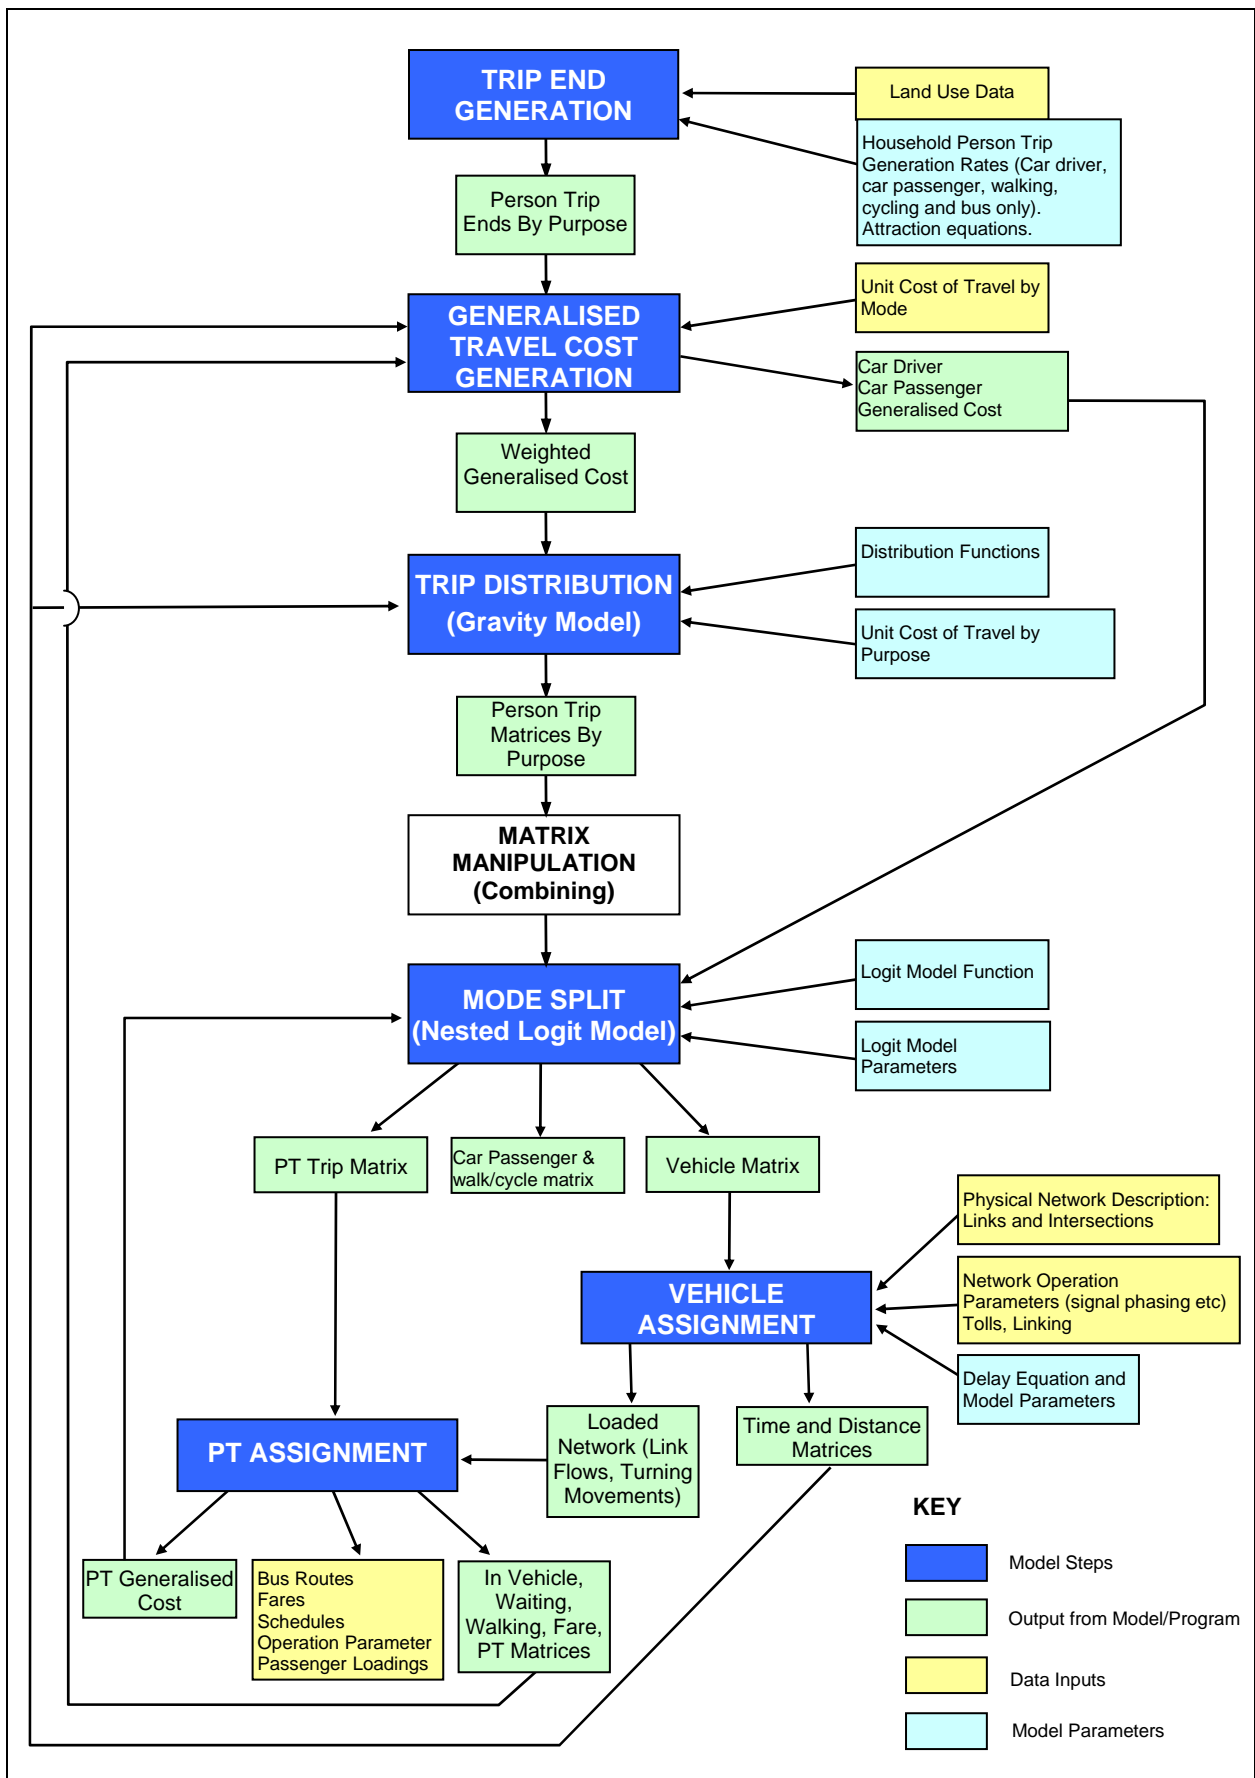 TRIP END
GENERATION
Land Use Data
Household Person Trip
Generation Rates (Car driver,
car passenger, walking,
cycling and bus only).
Attraction equations.
Person Trip
Ends By Purpose
GENERALISED
TRAVEL COST
GENERATION
Unit Cost of Travel by
Mode
Car Driver
Car Passenger
Generalised Cost
Weighted
Generalised Cost
TRIP DISTRIBUTION
(Gravity Model)
Distribution Functions
Unit Cost of Travel by
Purpose
Person Trip
Matrices By
Purpose
MATRIX
MANIPULATION
(Combining)
MODE SPLIT
(Nested Logit Model)
Logit Model Function
Logit Model
Parameters
PT Trip Matrix
Car Passenger &
walk/cycle matrix
Vehicle Matrix
Physical Network Description:
Links and Intersections
VEHICLE
ASSIGNMENT
Network Operation
Parameters (signal phasing etc)
Tolls, Linking
Delay Equation and
Model Parameters
PT ASSIGNMENT
Loaded
Network (Link
Flows, Turning
Movements)
Time and Distance
Matrices
PT Generalised
Cost
Bus Routes
Fares
Schedules
Operation Parameter
Passenger Loadings
In Vehicle,
Waiting,
Walking, Fare,
PT Matrices
KEY
Model Steps
Output from Model/Program
Data Inputs
Model Parameters